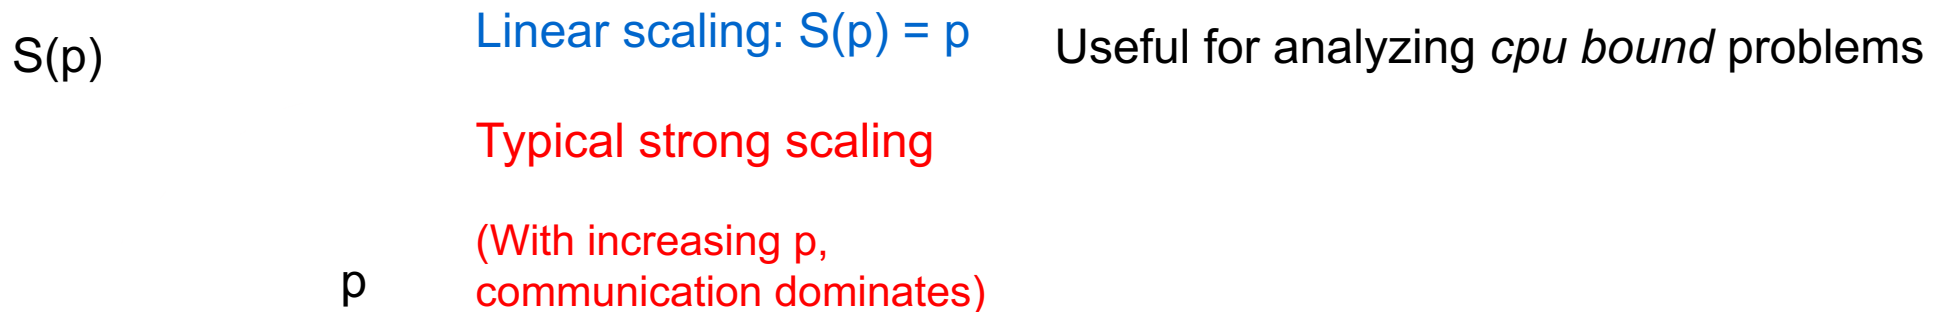 S(p)
Linear scaling: S(p) = p
Useful for analyzing cpu bound problems
Typical strong scaling
(With increasing p,
communication dominates)
p